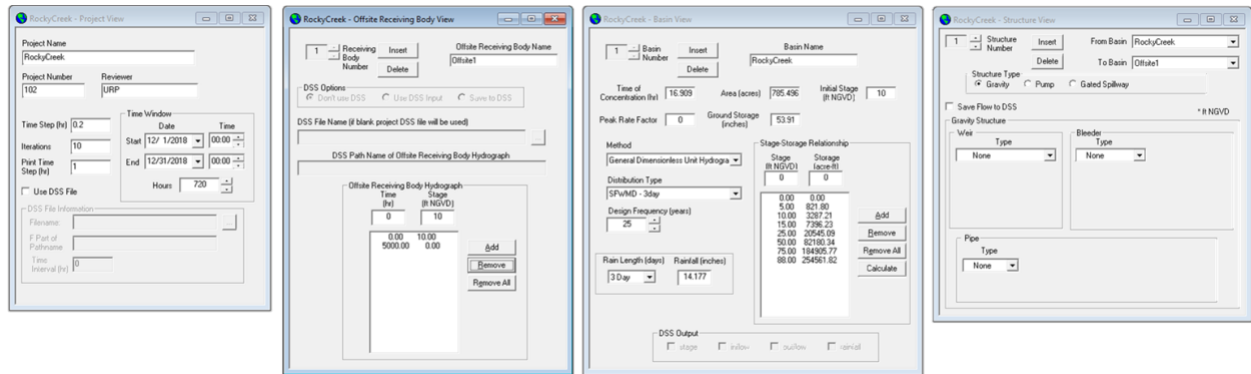 RockyCreek - Project View
Project Name
RockyCreek
Project Number
Reviewer
102
URP
Time Step (hr) 0.2
Iterations 10
Print Time Step (hr) 1
Use DSS File
Time Window
Date Time
Start 12/ 1/2018 00:00
End 12/31/2018 00:00
Hours 720
DSS File Information
Filename:
...
F Part of Pathname
Time Interval (hr) 0
RockyCreek - Offsite Receiving Body View
1 Receiving Body Number
Insert
Delete
Offsite Receiving Body Name
Offsite1
DSS Options
Don't use DSS Use DSS Input Save to DSS
DSS File Name (if blank project DSS file will be used)
...
DSS Path Name of Offsite Receiving Body Hydrograph
Offsite Receiving Body Hydrograph
Time (hr) Stage (ft NGVD)
0 10
0.00 10.00
5000.00 0.00
Add
Remove
Remove All
RockyCreek - Basin View
1 Basin Number
Insert
Delete
Basin Name
RockyCreek
Time of Concentration (hr) 16.909
Area (acres) 785.496
Initial Stage (ft NGVD) 10
Peak Rate Factor 0
Ground Storage (inches) 53.91
Method
General Dimensionless Unit Hydrogra
Distribution Type
SFWMD - 3day
Design Frequency (years)
25
Rain Length (days) Rainfall (inches)
3 Day 14.177
Stage-Storage Relationship
Stage (ft NGVD) Storage (acre-ft)
0 0
0.00 0.00
5.00 821.80
10.00 3287.21
15.00 7396.23
25.00 20545.09
50.00 82180.34
75.00 184905.77
88.00 254561.82
Add
Remove
Remove All
Calculate
DSS Output
stage inflow outflow rainfall
RockyCreek - Structure View
1 Structure Number
Insert
Delete
From Basin RockyCreek
To Basin Offsite1
Structure Type
Gravity Pump Gated Spillway
Save Flow to DSS
* ft NGVD
Gravity Structure
Weir
Type
None
Bleeder
Type
None
Pipe
Type
None